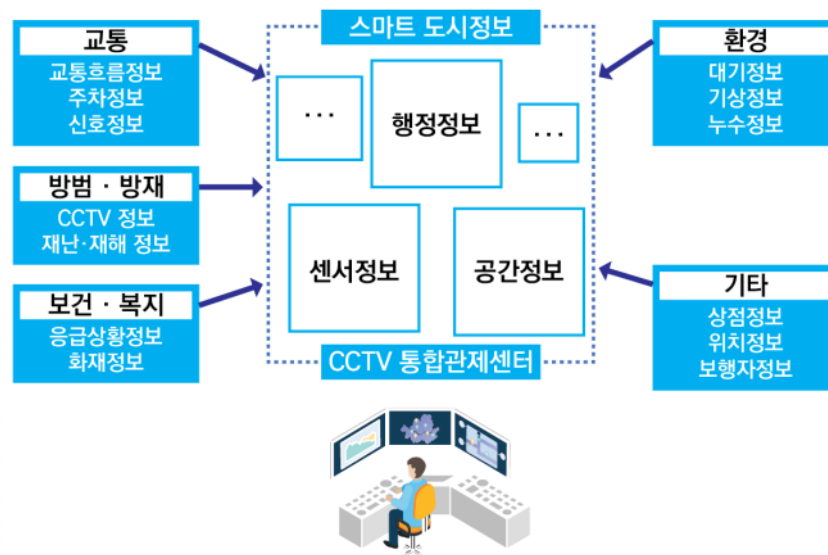 스마트 도시정보
교통
교통흐름정보
주차정보
신호정보
방범 · 방재
CCTV 정보
재난·재해 정보
보건 · 복지
응급상황정보
화재정보
...
행정정보
...
센서정보
공간정보
CCTV 통합관제센터
환경
대기정보
기상정보
누수정보
기타
상점정보
위치정보
보행자정보